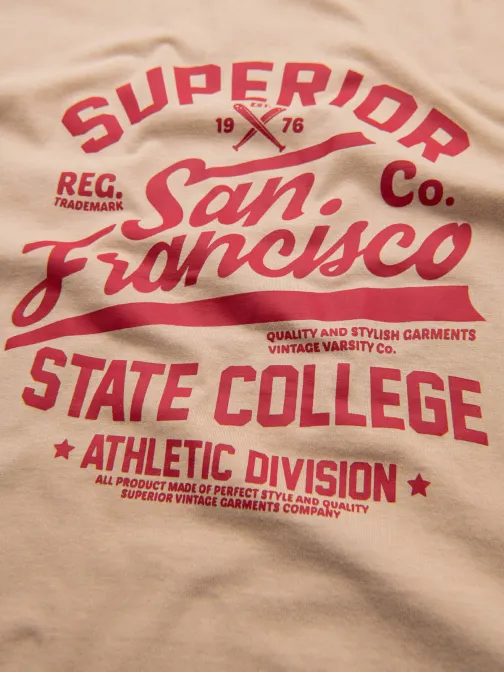 SUPERIOR
EST.
19 76
REG. TRADEMARK
San. Francisco
Co.
QUALITY AND STYLISH GARMENTS
VINTAGE VARSITY CO.
STATE COLLEGE
★ ATHLETIC DIVISION ★
ALL PRODUCT MADE OF PERFECT STYLE AND QUALITY
SUPERIOR VINTAGE GARMENTS COMPANY